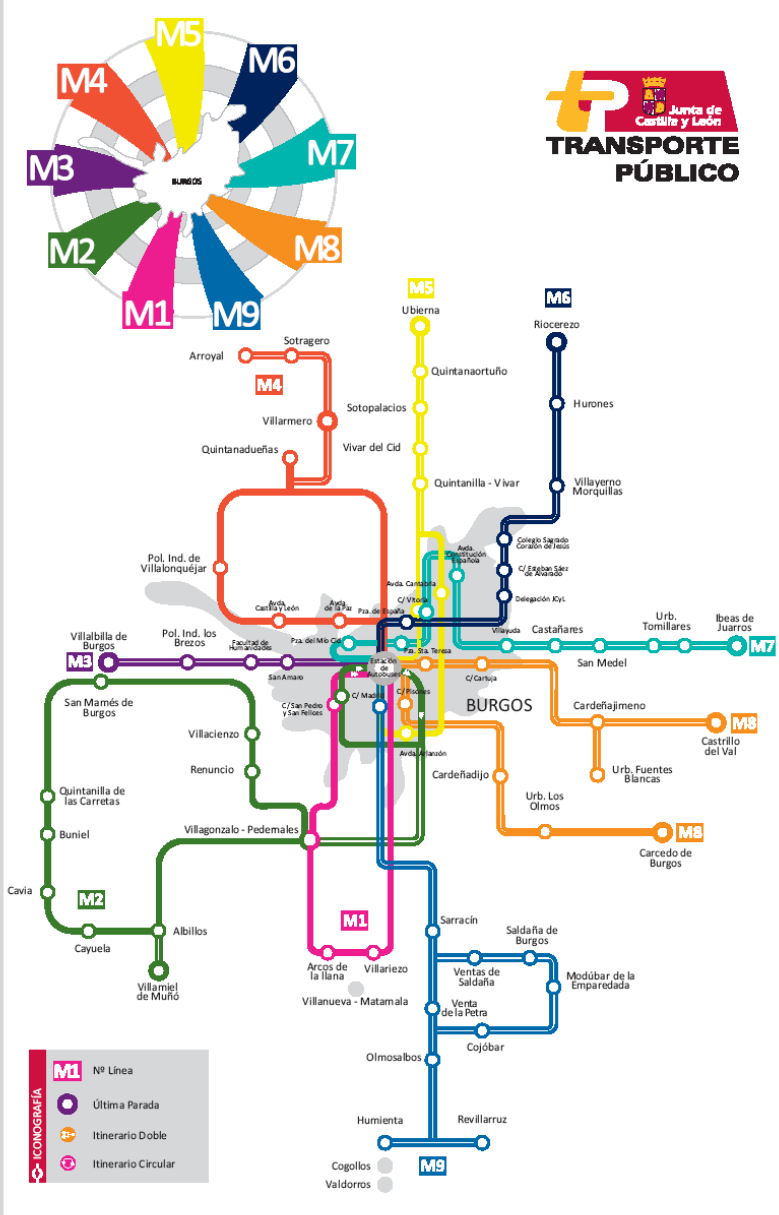 M5
M6
M4
M7
M3
BURGOS
M2
M8
M1
M9
tp
Junta de
Castilla y León
TRANSPORTE
PÚBLICO
M5
Ubierna
M6
Riocerezo
Sotragero
Arroyal
M4
Quintanaortuño
Hurones
Sotopalacios
Villarmero
Vivar del Cid
Quintanadueñas
Quintanilla - Vivar
Villayerno
Morquillas
Colegio Sagrado
Corazón de Jesús
Avda.
Constitución
Española
Pol. Ind. de
Villalonquéjar
C/ Esteban Sáez
de Alvarado
Avda. Cantabria
Delegación JCyL
C/ Vitoria
Avda.
Castilla y León
Avda.
de la Paz
Pza. de España
Villalbilla de
Burgos
Pol. Ind. los
Brezos
Facultad de
Humanidades
Pza. del Mío Cid
Pza. Sta. Teresa
Villayuda
Castañares
Urb.
Tomillares
Ibeas de
Juarros
M7
M3
San Amaro
Estación
de
Autobuses
San Medel
C/ Cartuja
San Mamés de
Burgos
C/ San Pedro
y San Felices
C/ Madrid
C/ Pisones
BURGOS
Cardeñajimeno
M8
Castrillo
del Val
Villacienzo
Avda. Arlanzón
Renuncio
Cardeñadijo
Urb. Fuentes
Blancas
Quintanilla de
las Carretas
Urb. Los
Olmos
Buniel
Villagonzalo - Pedernales
M8
Carcedo de
Burgos
Cavia
M2
M1
Albillos
Cayuela
Sarracín
Saldaña de
Burgos
Arcos de
la llana
Villariezo
Ventas de
Saldaña
Modúbar de la
Emparedada
Villamiel
de Muñó
Villanueva - Matamala
Venta
de la Petra
Cojóbar
Olmosalbos
Humienta
Revillarruz
M9
Cogollos
Valdorros
ICONOGRAFÍA
M1
Nº Línea
Última Parada
Itinerario Doble
Itinerario Circular